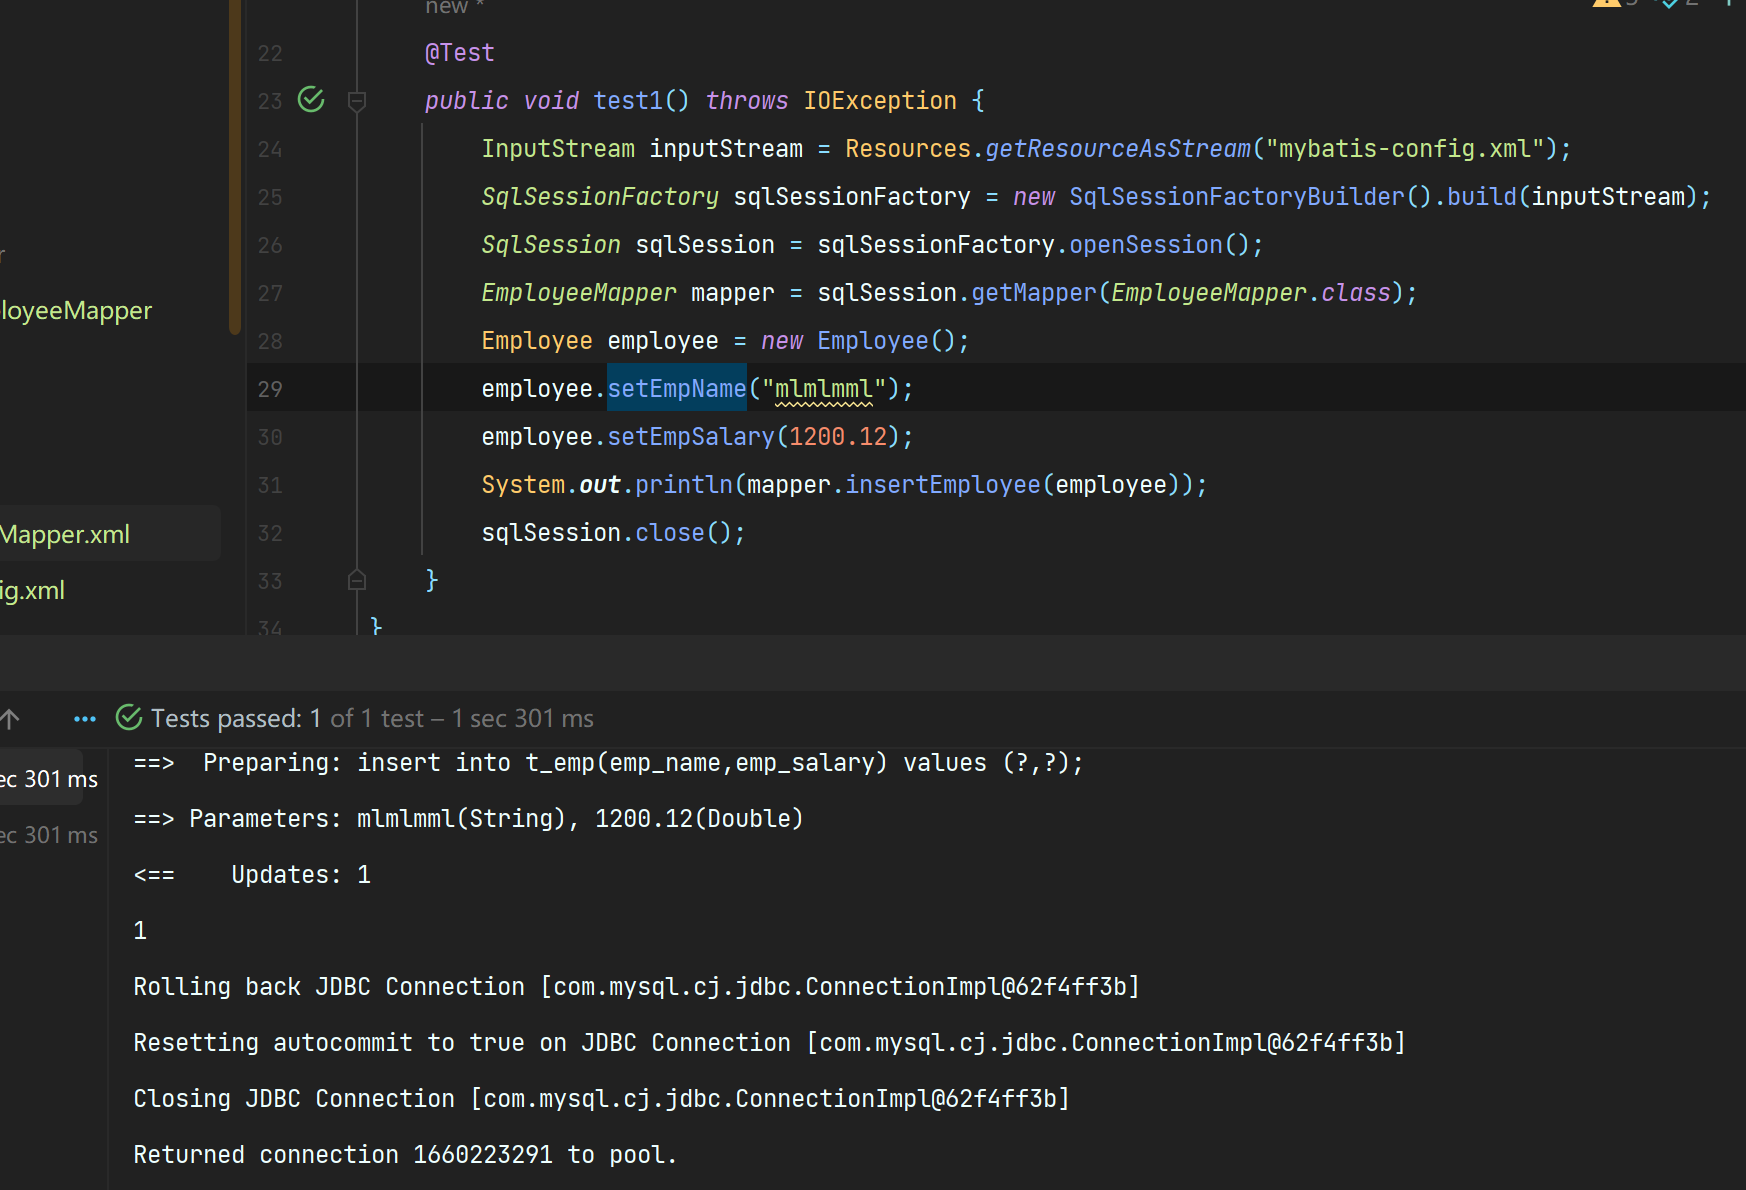 new *
22 @Test
23 public void test1() throws IOException {
24 InputStream inputStream = Resources.getResourceAsStream("mybatis-config.xml");
25 SqlSessionFactory sqlSessionFactory = new SqlSessionFactoryBuilder().build(inputStream);
26 SqlSession sqlSession = sqlSessionFactory.openSession();
27 EmployeeMapper mapper = sqlSession.getMapper(EmployeeMapper.class);
28 Employee employee = new Employee();
29 employee.setEmpName("mlmlmml");
30 employee.setEmpSalary(1200.12);
31 System.out.println(mapper.insertEmployee(employee));
32 sqlSession.close();
33 }
34 }
r
loyeeMapper
Mapper.xml
ig.xml
Tests passed: 1 of 1 test – 1 sec 301 ms
ec 301 ms
ec 301 ms
==>  Preparing: insert into t_emp(emp_name,emp_salary) values (?,?);
==> Parameters: mlmlmml(String), 1200.12(Double)
<==    Updates: 1
1
Rolling back JDBC Connection [com.mysql.cj.jdbc.ConnectionImpl@62f4ff3b]
Resetting autocommit to true on JDBC Connection [com.mysql.cj.jdbc.ConnectionImpl@62f4ff3b]
Closing JDBC Connection [com.mysql.cj.jdbc.ConnectionImpl@62f4ff3b]
Returned connection 1660223291 to pool.